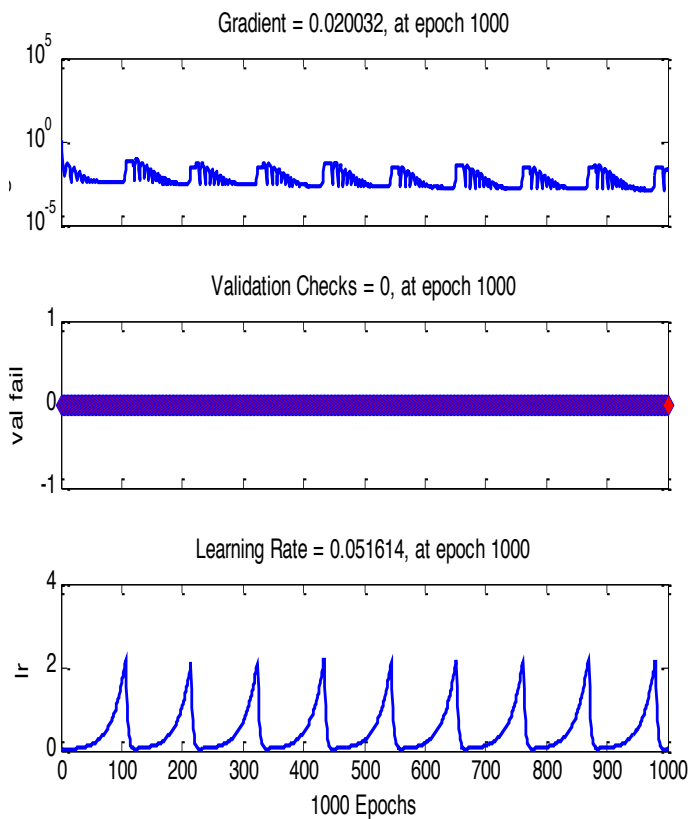 Gradient = 0.020032, at epoch 1000
10^5
10^0
10^-5
Validation Checks = 0, at epoch 1000
1
0
-1
val fail
Learning Rate = 0.051614, at epoch 1000
4
2
0
lr
0 100 200 300 400 500 600 700 800 900 1000
1000 Epochs